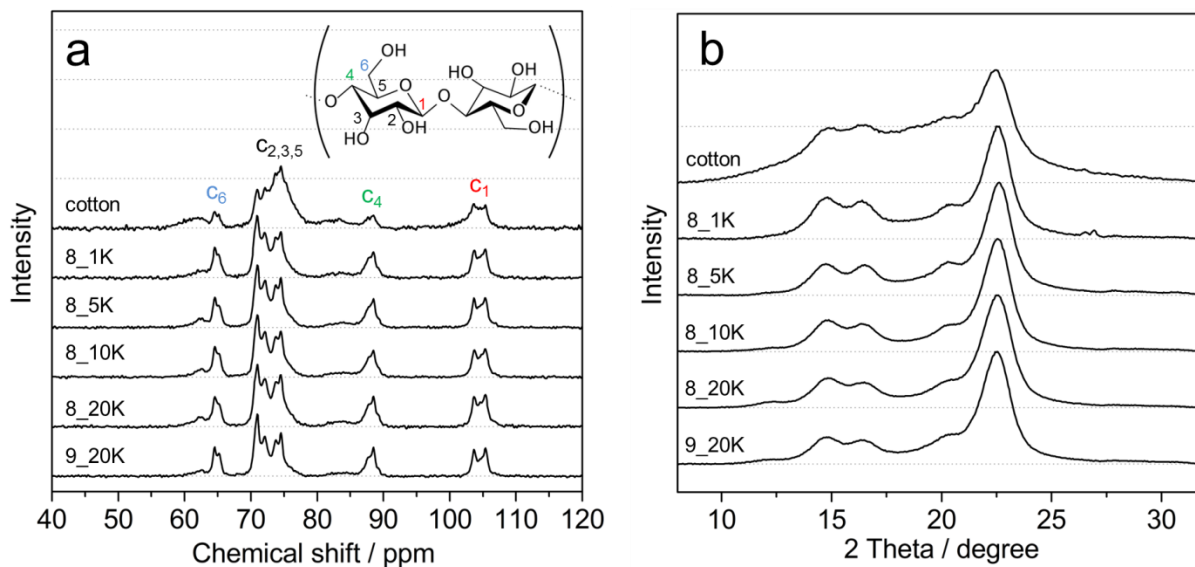 a
OH
6
4
5
O
O
1
O
3
2
HO
OH
HO
OH
O
OH
c2,3,5
c6
c4
c1
cotton
8_1K
8_5K
8_10K
8_20K
9_20K
Intensity
40 50 60 70 80 90 100 110 120
Chemical shift / ppm
b
cotton
8_1K
8_5K
8_10K
8_20K
9_20K
Intensity
10 15 20 25 30
2 Theta / degree